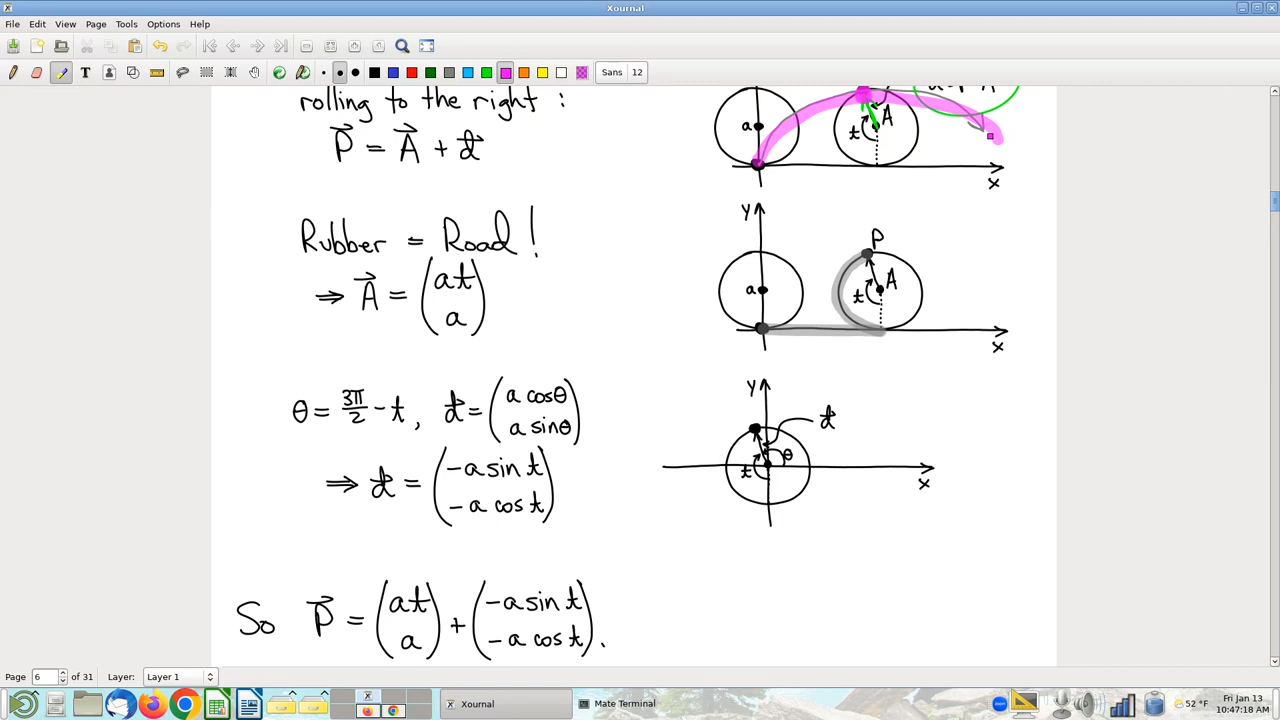 Xournal
File Edit View Page Tools Options Help
Sans 12
rolling to the right :
P⃗ = A⃗ + d⃗
a A t x
Rubber = Road !
⇒ A⃗ = (at a)
y P a A t x
θ = 3π/2 - t , d⃗ = (a cosθ a sinθ)
⇒ d⃗ = (-a sin t - a cos t)
y d⃗ θ t x
So P⃗ = (at a) + (-a sin t - a cos t) .
Page 6 of 31 Layer: Layer 1
Xournal Mate Terminal 52 °F Fri Jan 13
10:47:18 AM